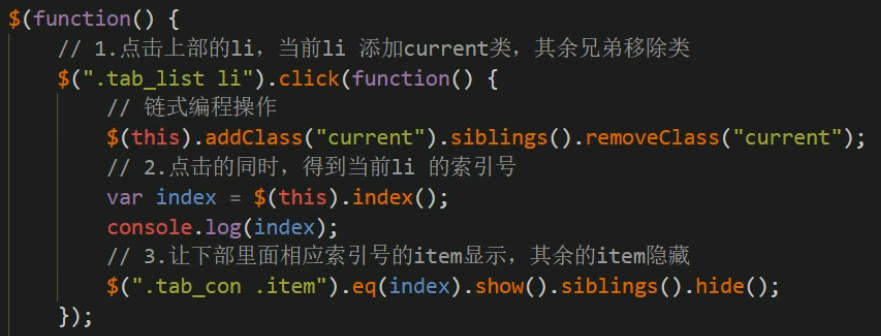 $(function() {
// 1.点击上部的li，当前li 添加current类，其余兄弟移除类
$(".tab_list li").click(function() {
// 链式编程操作
$(this).addClass("current").siblings().removeClass("current");
// 2.点击的同时，得到当前li 的索引号
var index = $(this).index();
console.log(index);
// 3.让下部里面相应索引号的item显示，其余的item隐藏
$(".tab_con .item").eq(index).show().siblings().hide();
});